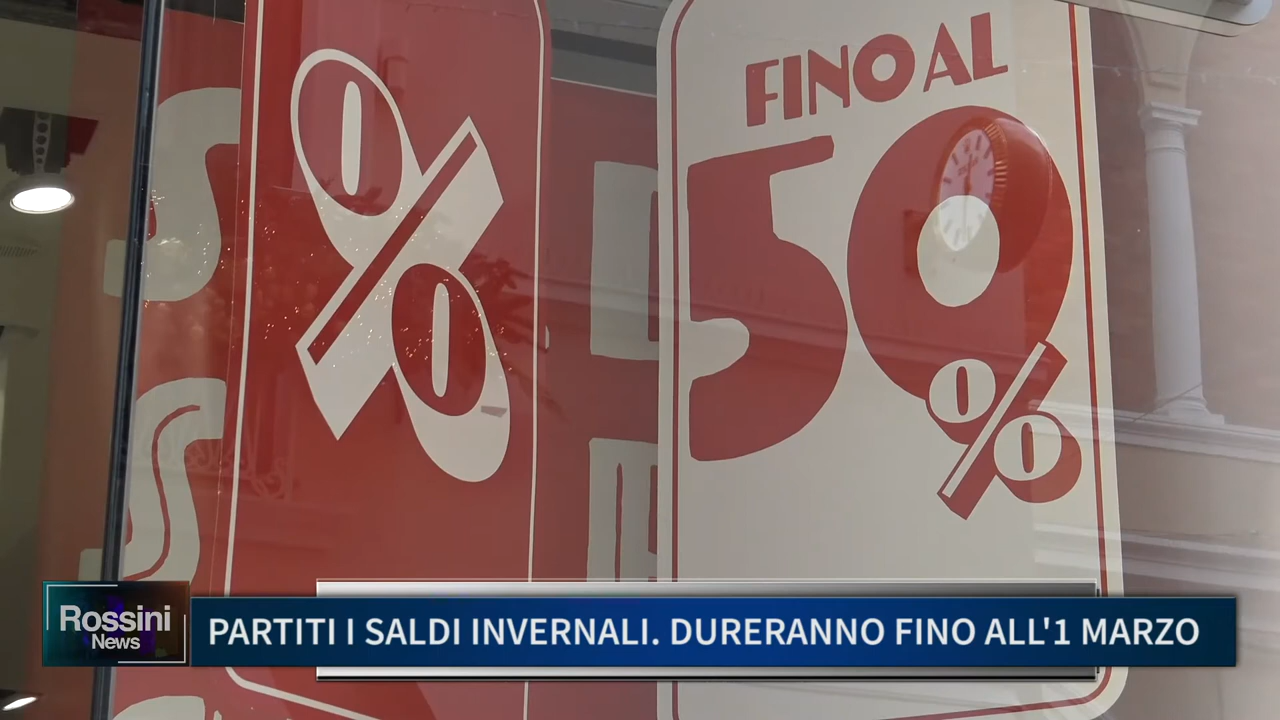 %
FINO AL
50%
Rossini
News
PARTITI I SALDI INVERNALI. DURERANNO FINO ALL'1 MARZO